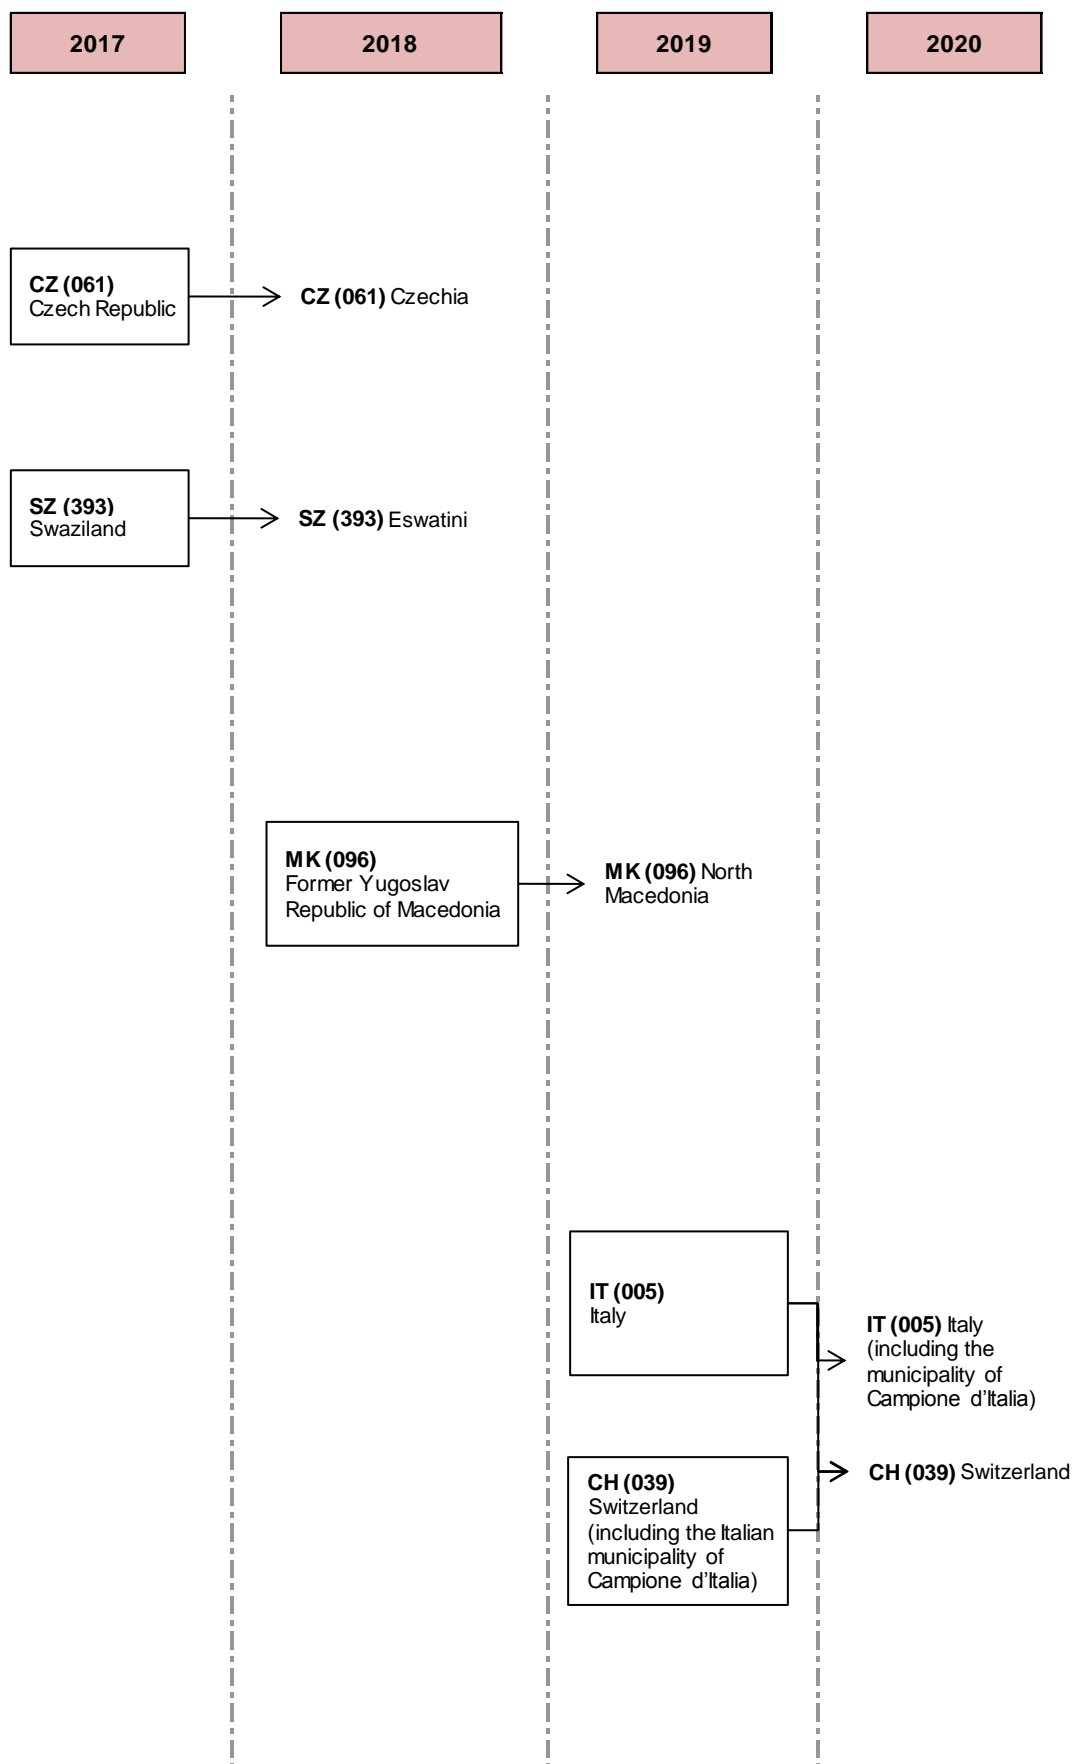 2017
2018
2019
2020
CZ (061)
Czech Republic
CZ (061) Czechia
SZ (393)
Swaziland
SZ (393) Eswatini
MK (096)
Former Yugoslav
Republic of Macedonia
MK (096) North
Macedonia
IT (005)
Italy
IT (005) Italy
(including the
municipality of
Campione d'Italia)
CH (039)
Switzerland
(including the Italian
municipality of
Campione d'Italia)
CH (039) Switzerland